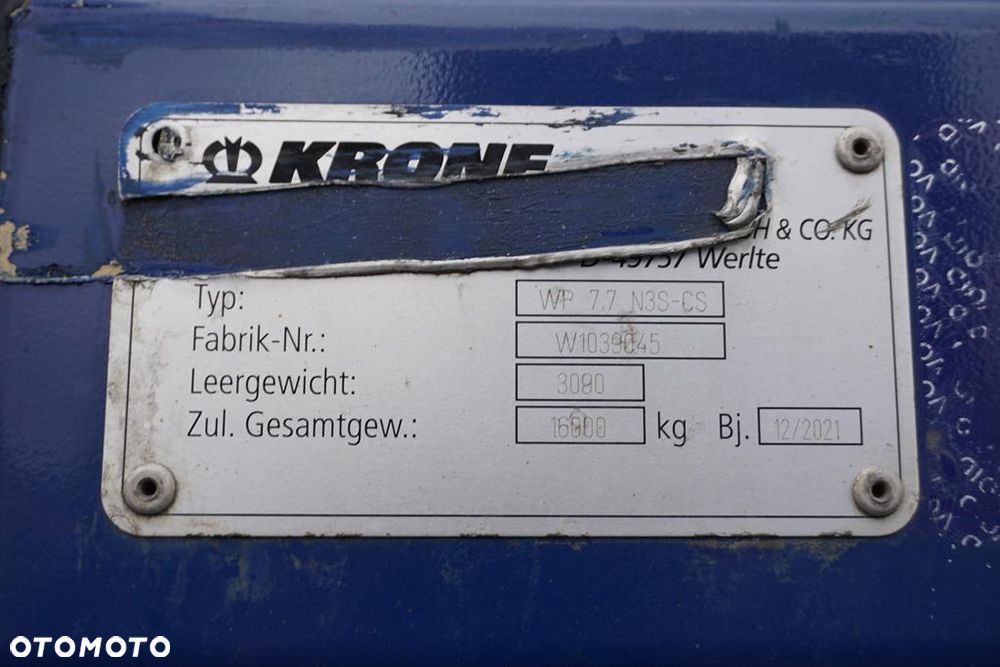 KRONE
& CO. KG
Werlte
Typ: WP 7.7 N3S-CS
Fabrik-Nr.: W1039045
Leergewicht: 3080
Zul. Gesamtgew.: 16000 kg Bj. 12/2021
OTOMOTO